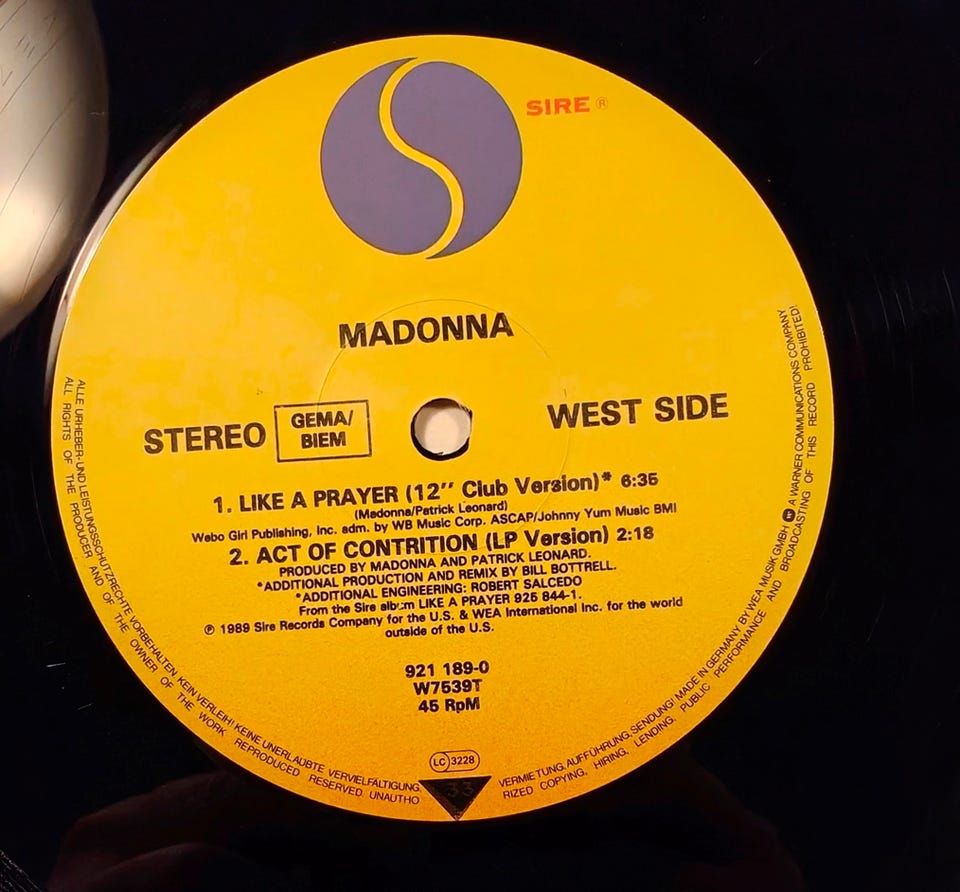 SIRE ®
MADONNA
STEREO
GEMA/
BIEM
WEST SIDE
1. LIKE A PRAYER (12" Club Version)* 6:35
(Madonna/Patrick Leonard)
Webo Girl Publishing, Inc. adm. by WB Music Corp. ASCAP/Johnny Yum Music BMI
2. ACT OF CONTRITION (LP Version) 2:18
PRODUCED BY MADONNA AND PATRICK LEONARD.
*ADDITIONAL PRODUCTION AND REMIX BY BILL BOTTRELL.
*ADDITIONAL ENGINEERING: ROBERT SALCEDO
From the Sire album LIKE A PRAYER 925 844-1.
℗ 1989 Sire Records Company for the U.S. & WEA International Inc. for the world
outside of the U.S.
921 189-0
W7539T
45 RpM
LC 3228
33
ALLE URHEBER- UND LEISTUNGSSCHUTZRECHTE VORBEHALTEN KEIN VERLEIH! KEINE UNERLAUBTE VERVIELFÄLTIGUNG, VERMIETUNG, AUFFÜHRUNG, SENDUNG! MADE IN GERMANY BY WEA MUSIK GMBH A WARNER COMMUNICATIONS COMPANY
ALL RIGHTS OF THE PRODUCER AND OF THE OWNER OF THE WORK REPRODUCED RESERVED UNAUTHORIZED COPYING, HIRING, LENDING, PUBLIC PERFORMANCE AND BROADCASTING OF THIS RECORD PROHIBITED!